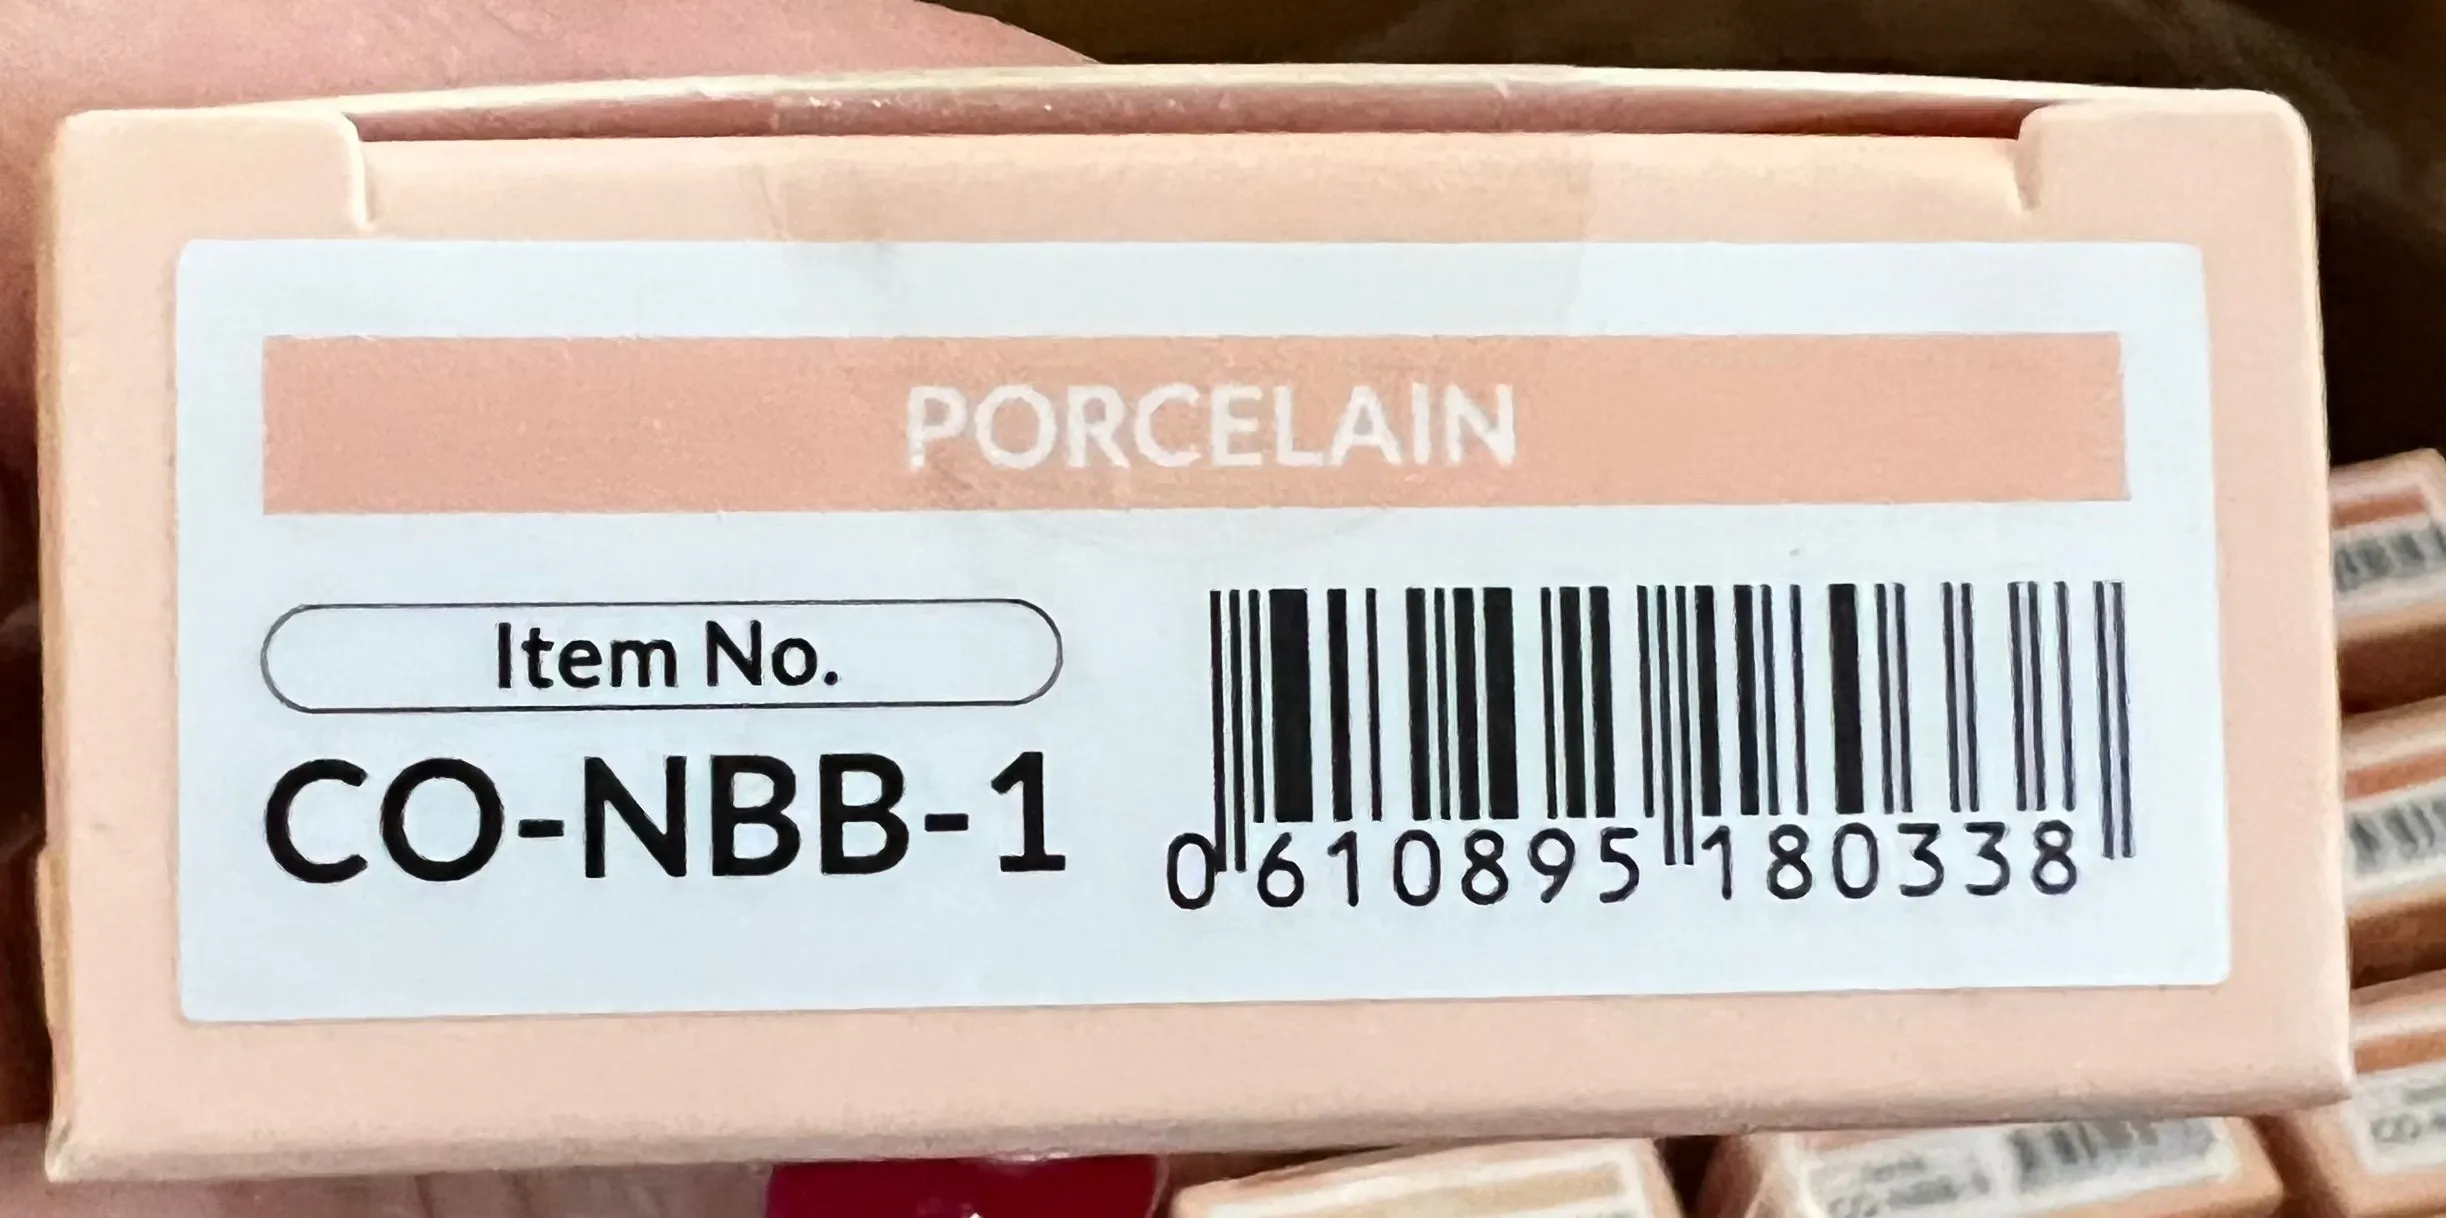 PORCELAIN
Item No.
CO-NBB-1
0 610895 180338